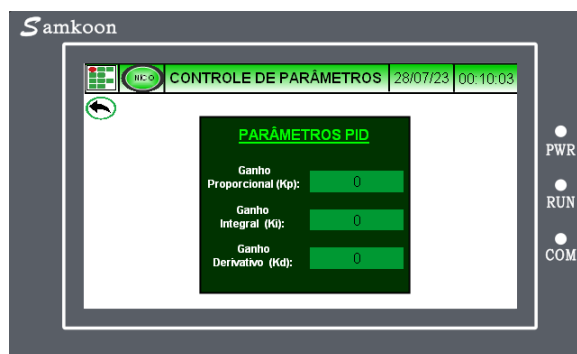 Samkoon
CONTROLE DE PARÂMETROS 28/07/23 00:10:03
PARÂMETROS PID
Ganho
Proporcional (Kp): 0
Ganho
Integral (Ki): 0
Ganho
Derivativo (Kd): 0
PWR
RUN
COM